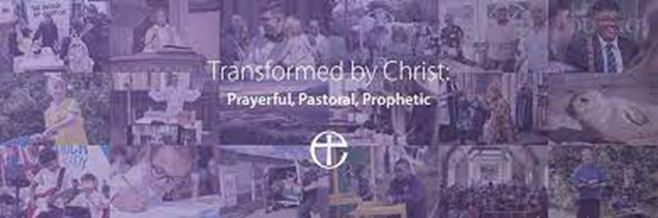 Transformed by Christ:
Prayerful, Pastoral, Prophetic